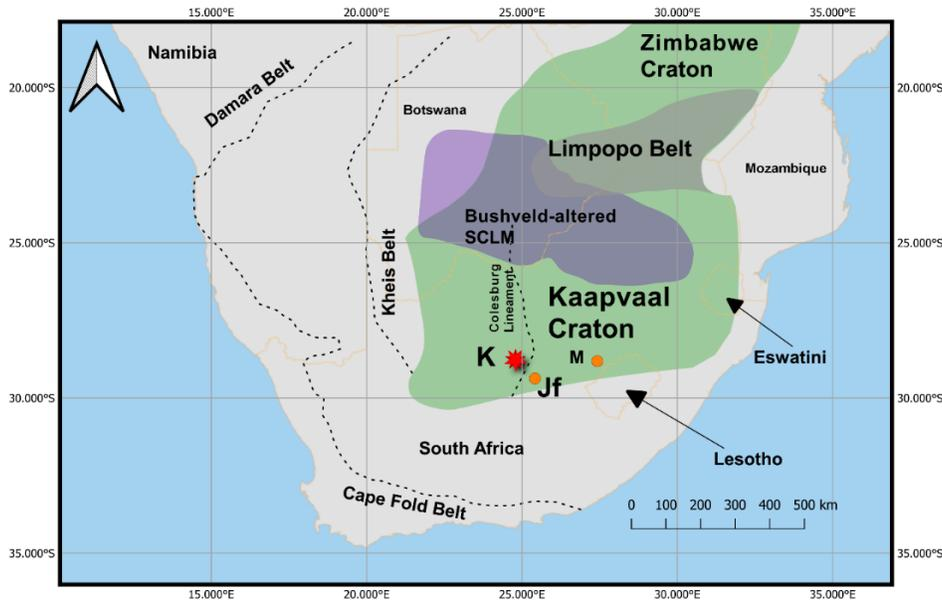 15.000°E 20.000°E 25.000°E 30.000°E 35.000°E
Namibia
Zimbabwe
Craton
20.000°S
20.000°S
Damara Belt
Botswana
Limpopo Belt
Mozambique
Bushveld-altered
SCLM
25.000°S
25.000°S
Kheis Belt
Colesburg
Lineament
Kaapvaal
Craton
K
M
Jf
Eswatini
30.000°S
30.000°S
South Africa
Lesotho
Cape Fold Belt
0 100 200 300 400 500 km
35.000°S
35.000°S
15.000°E 20.000°E 25.000°E 30.000°E 35.000°E